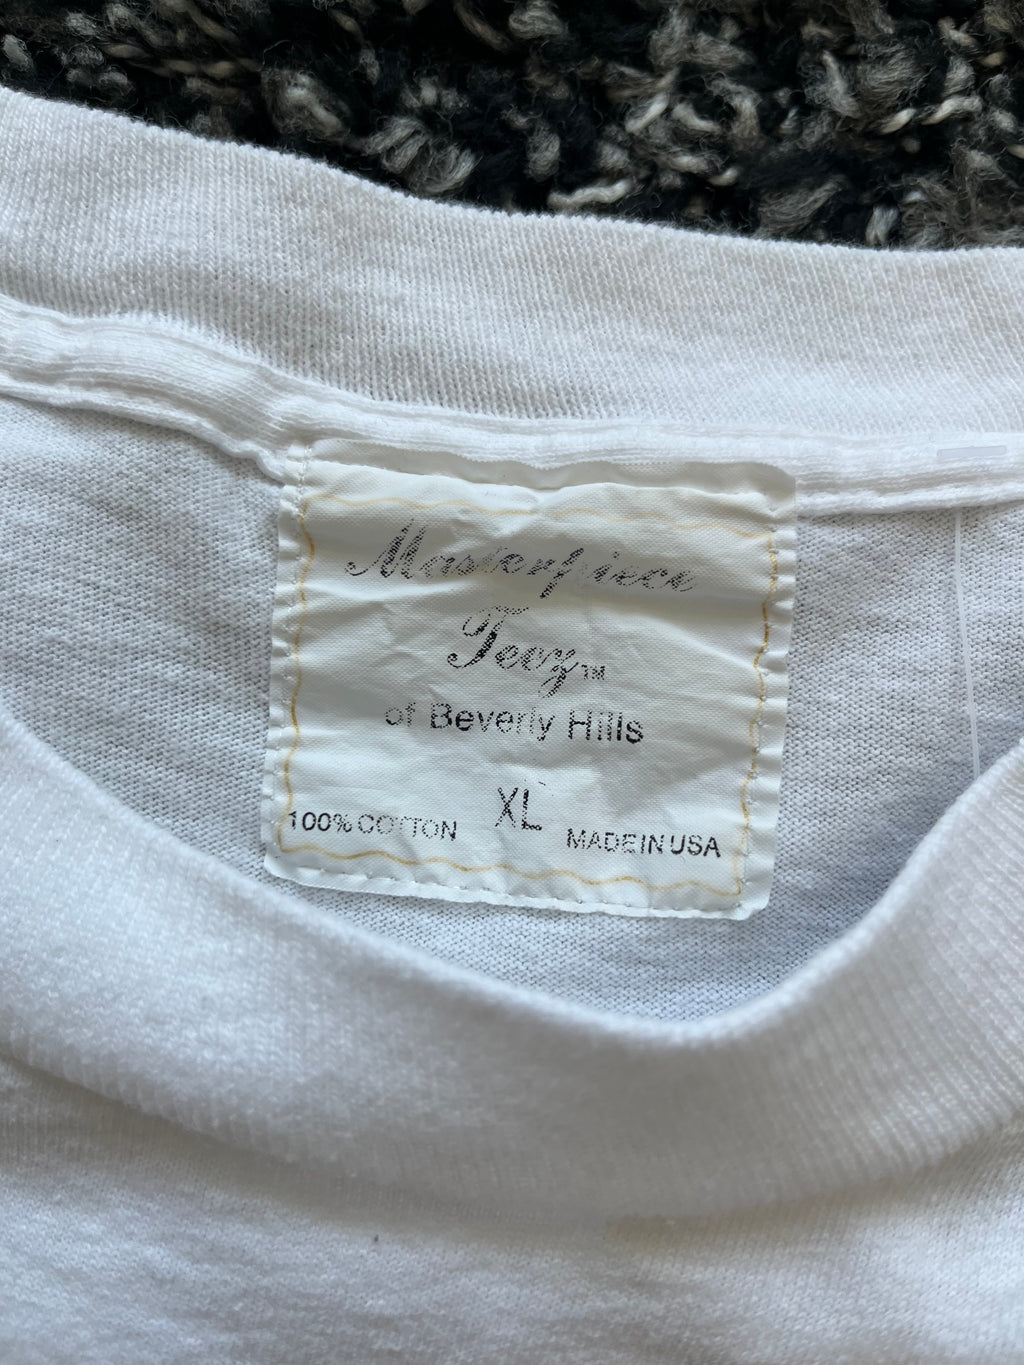 Masterpiece
Teez™
of Beverly Hills
XL
100% COTTON
MADE IN USA